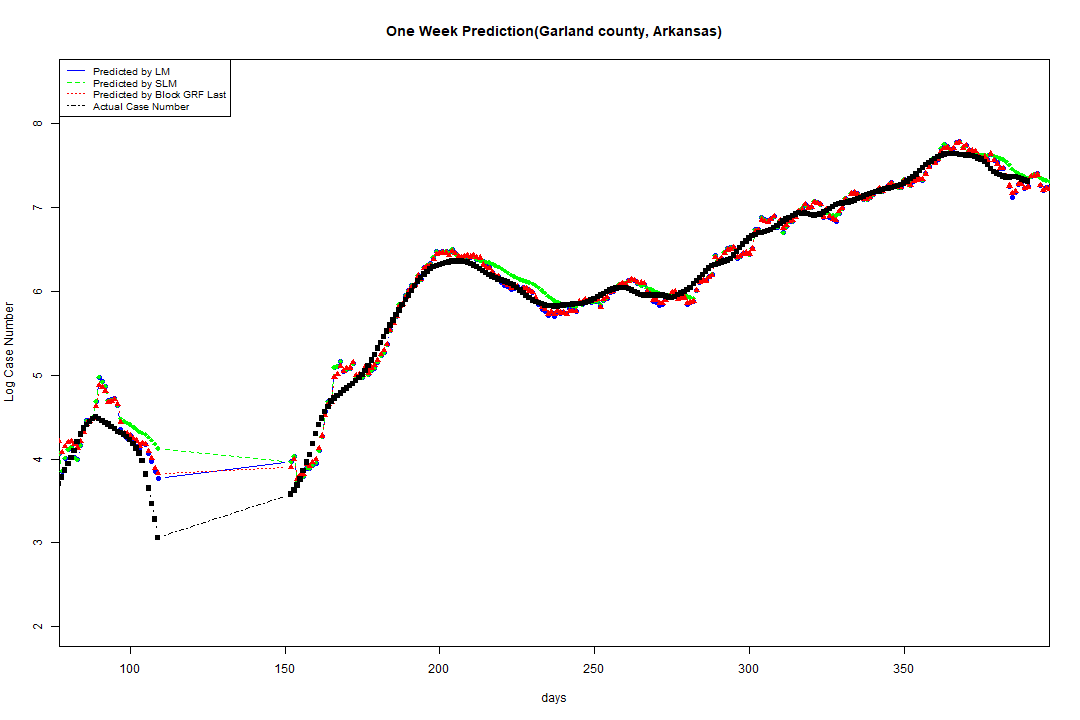 One Week Prediction(Garland county, Arkansas)
Predicted by LM
Predicted by SLM
Predicted by Block GRF Last
Actual Case Number
8
7
6
5
4
3
2
Log Case Number
100 150 200 250 300 350
days